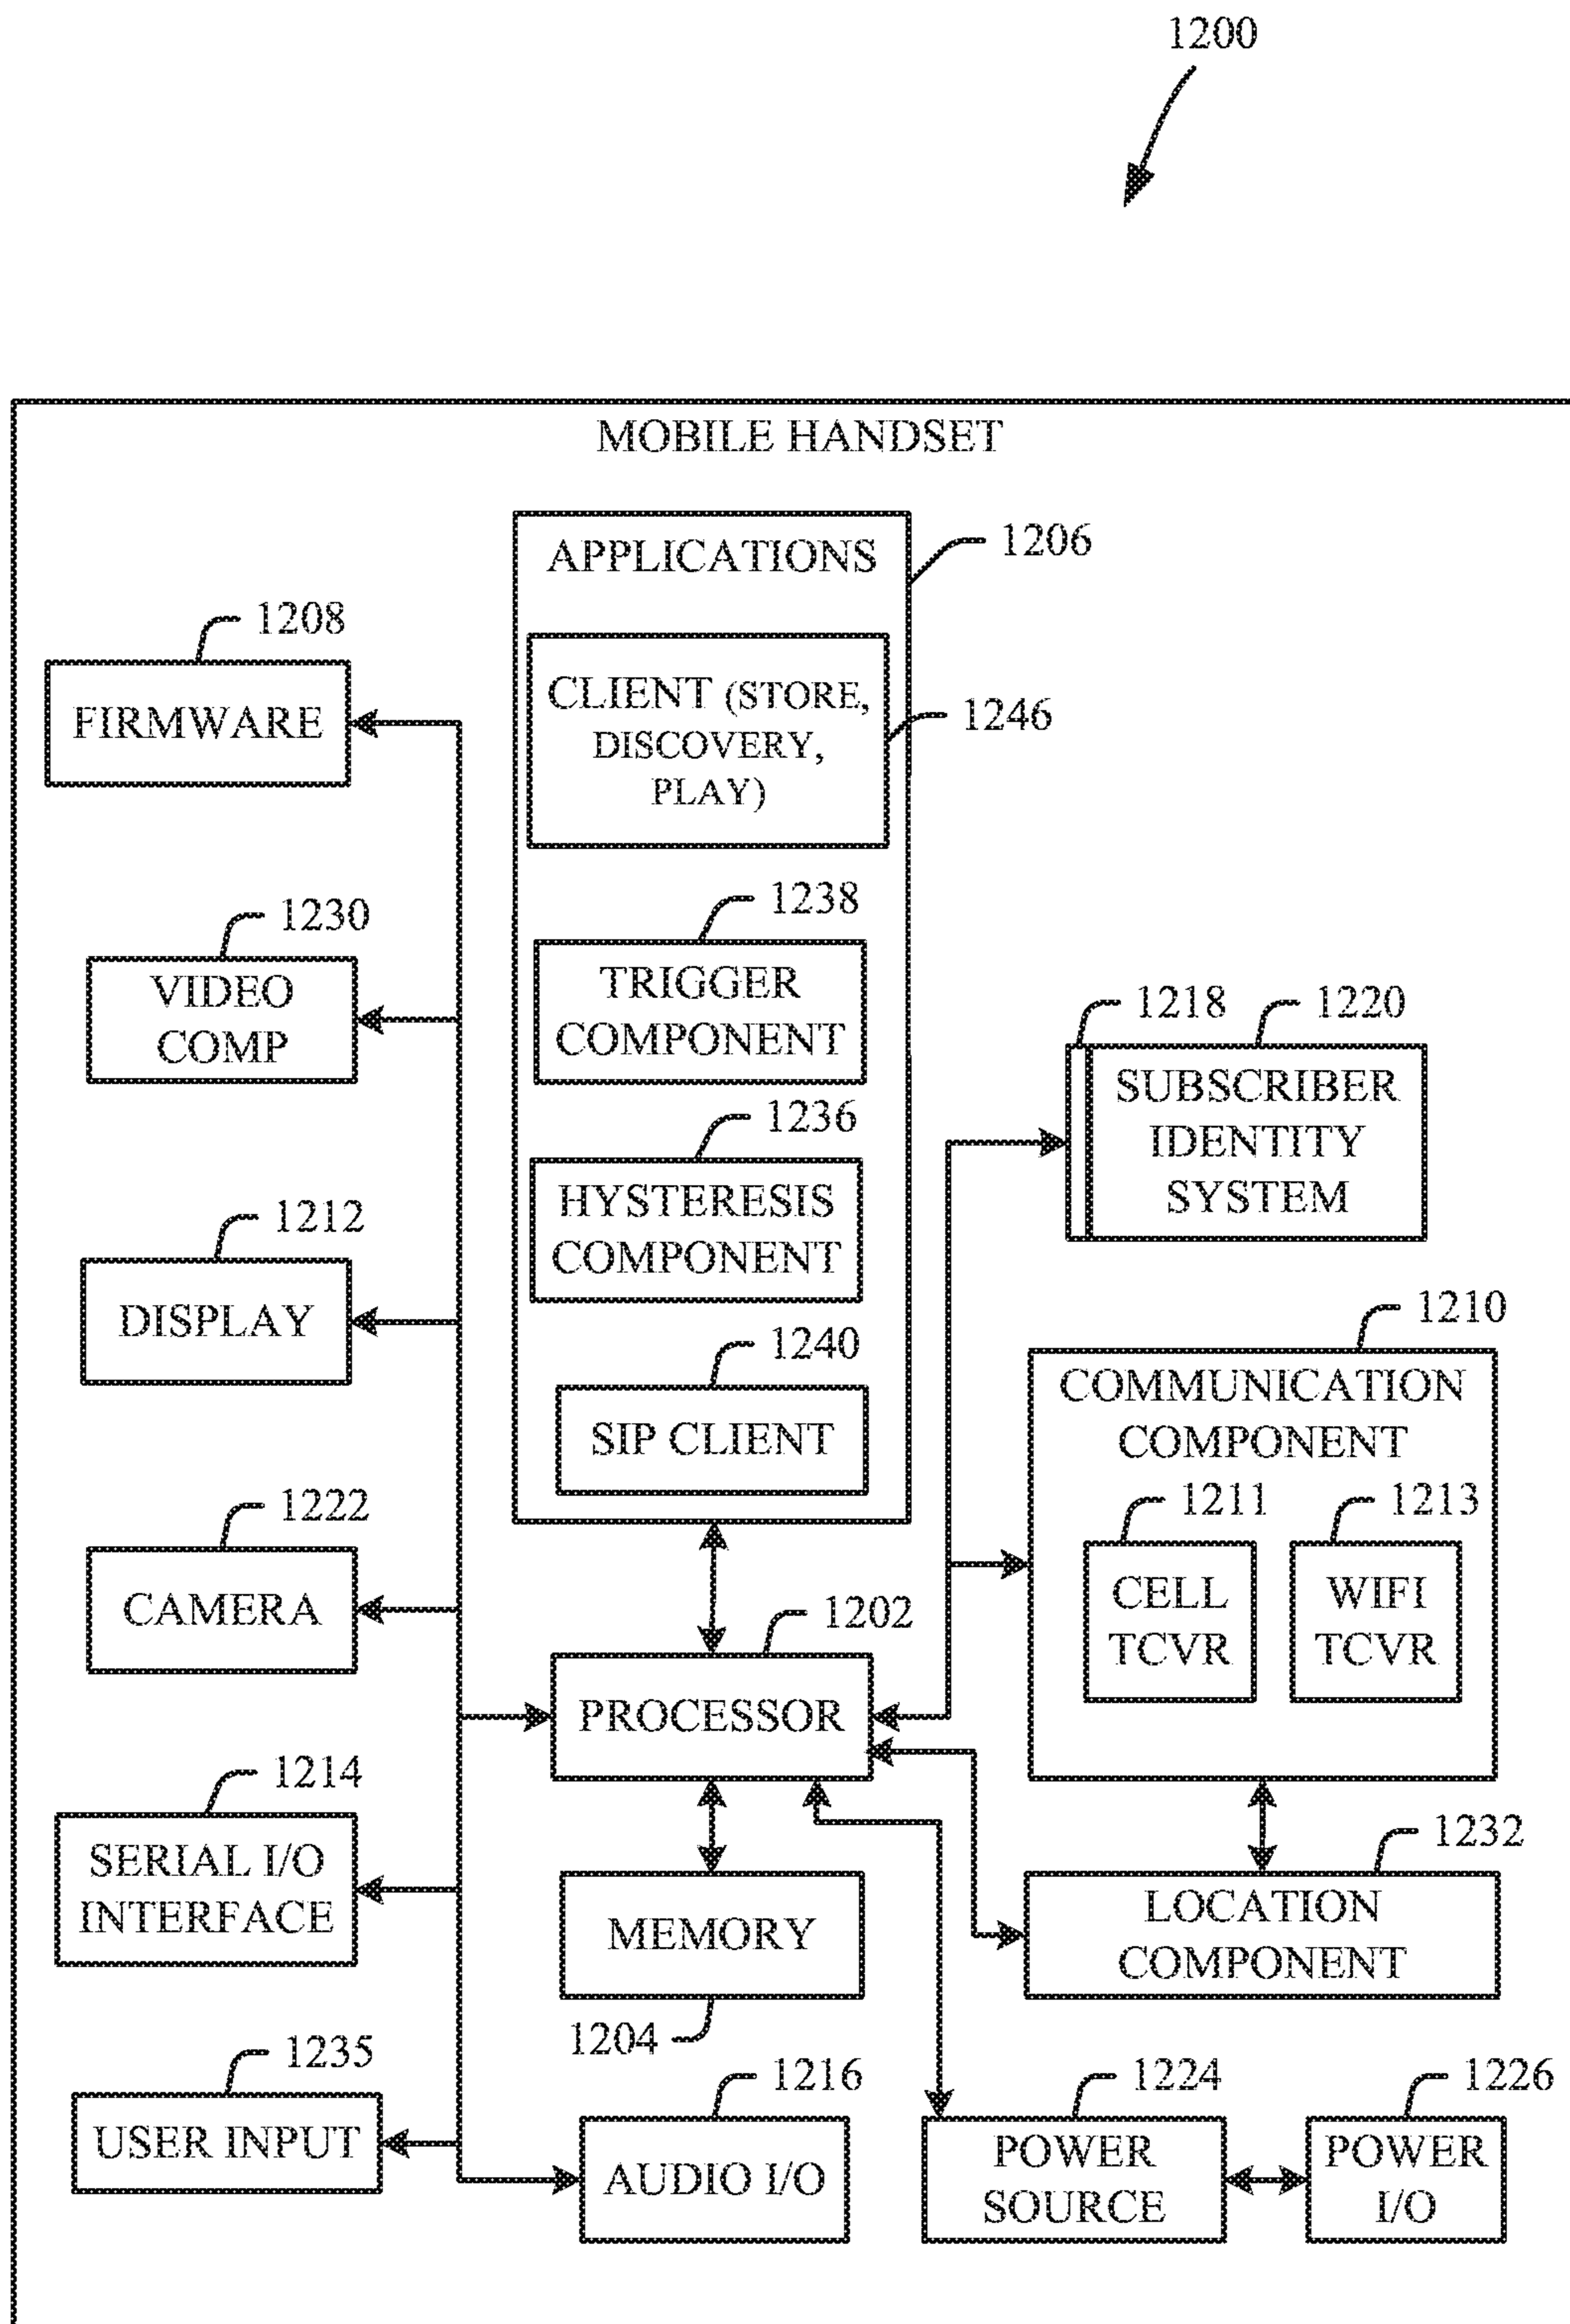 1200
MOBILE HANDSET
APPLICATIONS
1206
1208
FIRMWARE
CLIENT (STORE,
DISCOVERY,
PLAY)
1246
1230
VIDEO
COMP
1238
TRIGGER
COMPONENT
1218
1220
SUBSCRIBER
IDENTITY
SYSTEM
1236
HYSTERESIS
COMPONENT
1212
DISPLAY
1240
SIP CLIENT
1210
COMMUNICATION
COMPONENT
1211
CELL
TCVR
1213
WIFI
TCVR
1222
CAMERA
1202
PROCESSOR
1214
SERIAL I/O
INTERFACE
MEMORY
1204
1232
LOCATION
COMPONENT
1235
USER INPUT
1216
AUDIO I/O
1224
POWER
SOURCE
1226
POWER
I/O